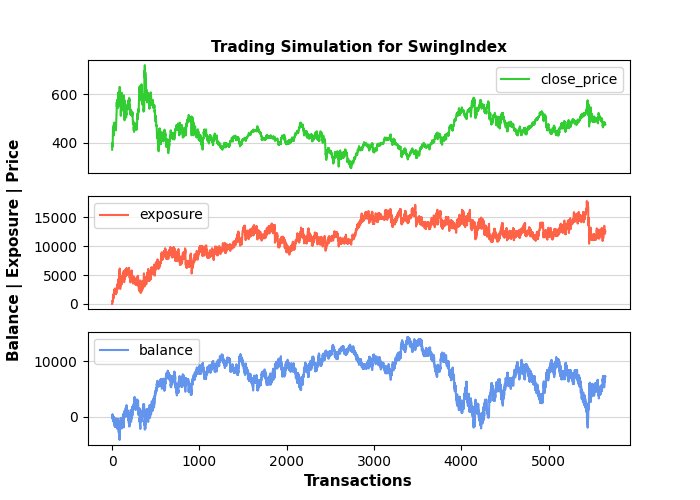 Trading Simulation for SwingIndex
close_price
600
400
exposure
15000
10000
5000
0
balance
10000
0
0
1000
2000
3000
4000
5000
Transactions
Balance | Exposure | Price